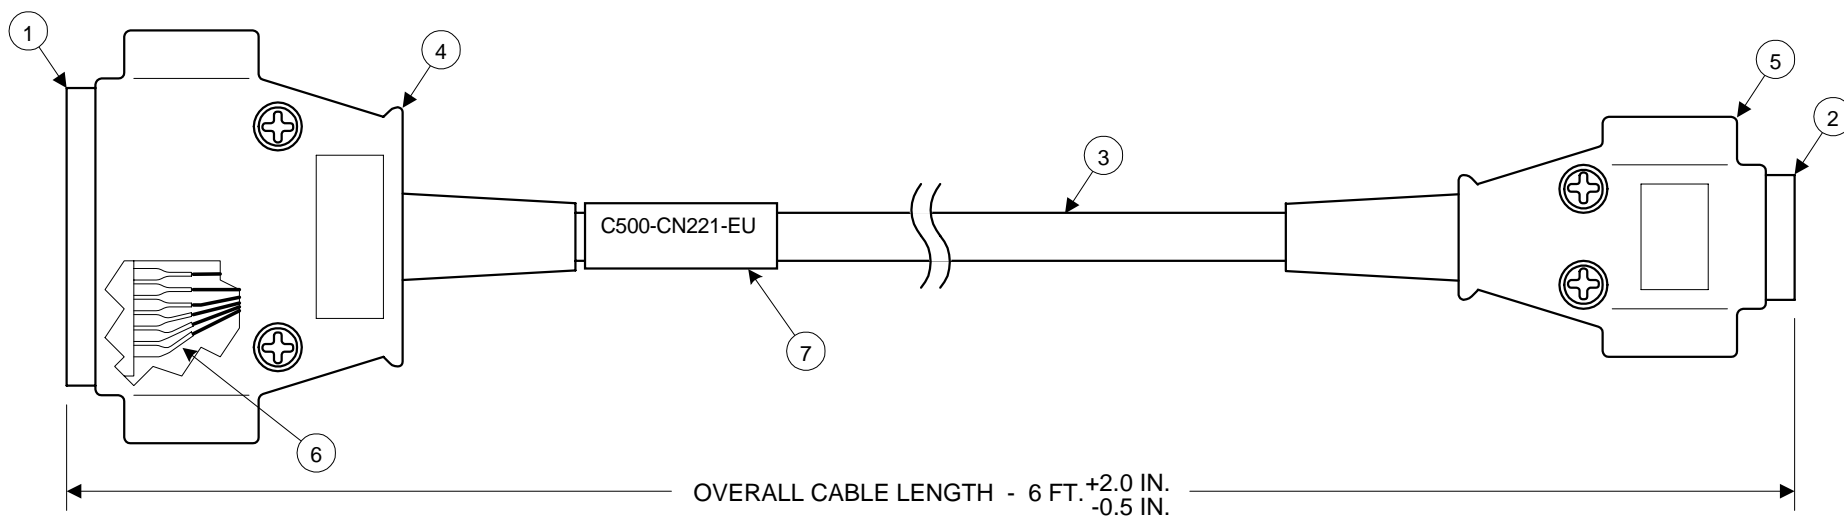 1
4
5
2
3
C500-CN221-EU
7
6
OVERALL CABLE LENGTH - 6 FT. +2.0 IN.
-0.5 IN.